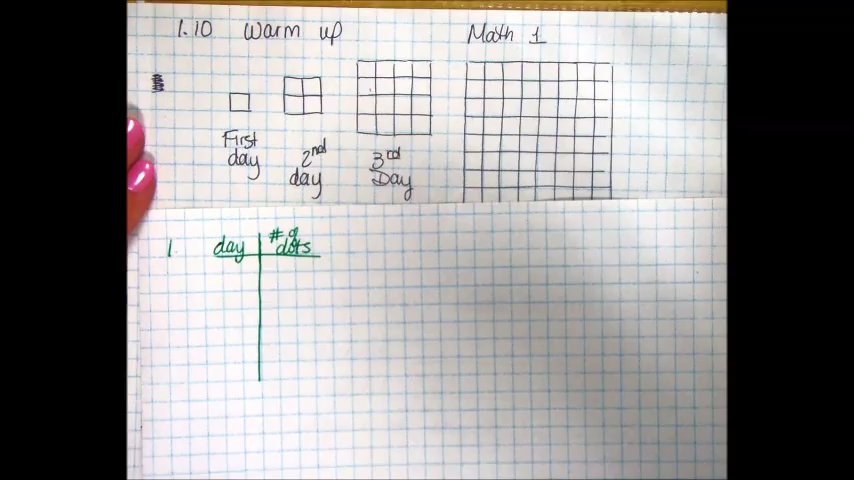 1.10 Warm up Math 1
First day
2nd day
3rd Day
1. day # of dots